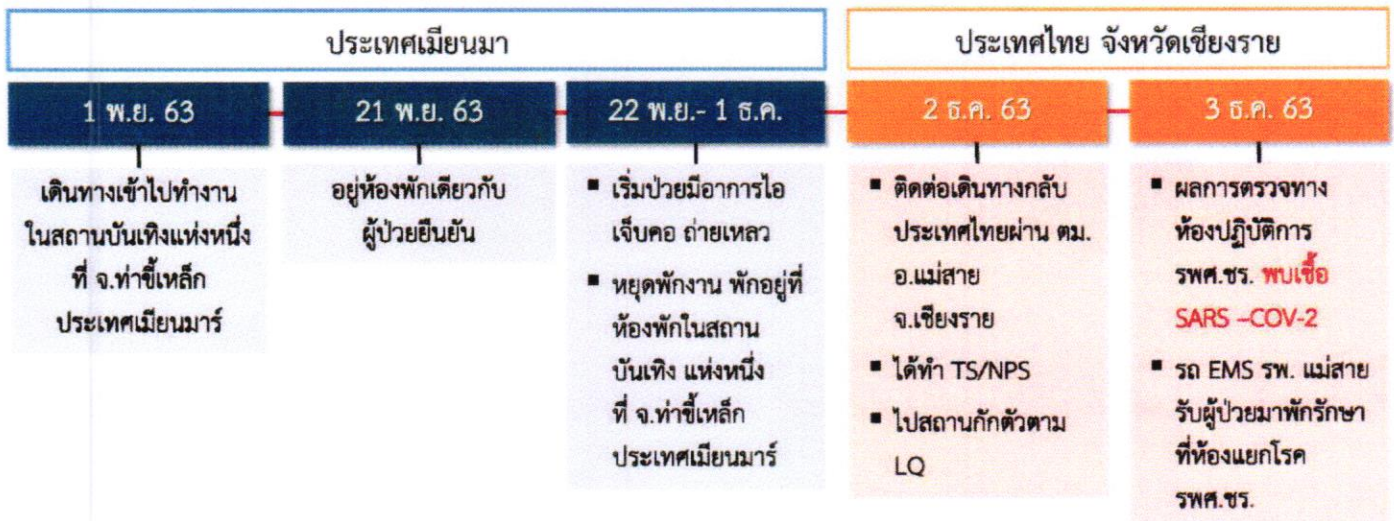 ประเทศเมียนมา
ประเทศไทย จังหวัดเชียงราย
1 พ.ย. 63
21 พ.ย. 63
22 พ.ย.- 1 ธ.ค.
2 ธ.ค. 63
3 ธ.ค. 63
เดินทางเข้าไปทำงาน
ในสถานบันเทิงแห่งหนึ่ง
ที่ จ.ท่าขี้เหล็ก
ประเทศเมียนมาร์
อยู่ห้องพักเดียวกับ
ผู้ป่วยยืนยัน
▪ เริ่มป่วยมีอาการไอ
เจ็บคอ ถ่ายเหลว
▪ หยุดพักงาน พักอยู่ที่
ห้องพักในสถาน
บันเทิง แห่งหนึ่ง
ที่ จ.ท่าขี้เหล็ก
ประเทศเมียนมาร์
▪ ติดต่อเดินทางกลับ
ประเทศไทยผ่าน ตม.
อ.แม่สาย
จ.เชียงราย
▪ ได้ทำ TS/NPS
▪ ไปสถานกักตัวตาม
LQ
▪ ผลการตรวจทาง
ห้องปฏิบัติการ
รพศ.ชร. พบเชื้อ
SARS –COV-2
▪ รถ EMS รพ. แม่สาย
รับผู้ป่วยมาพักรักษา
ที่ห้องแยกโรค
รพศ.ชร.